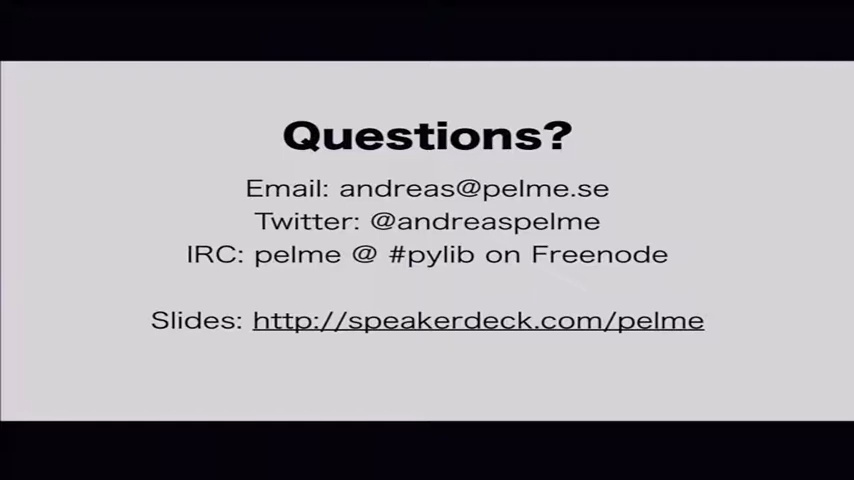 Questions?
Email: andreas@pelme.se
Twitter: @andreaspelme
IRC: pelme @ #pylib on Freenode
Slides: http://speakerdeck.com/pelme